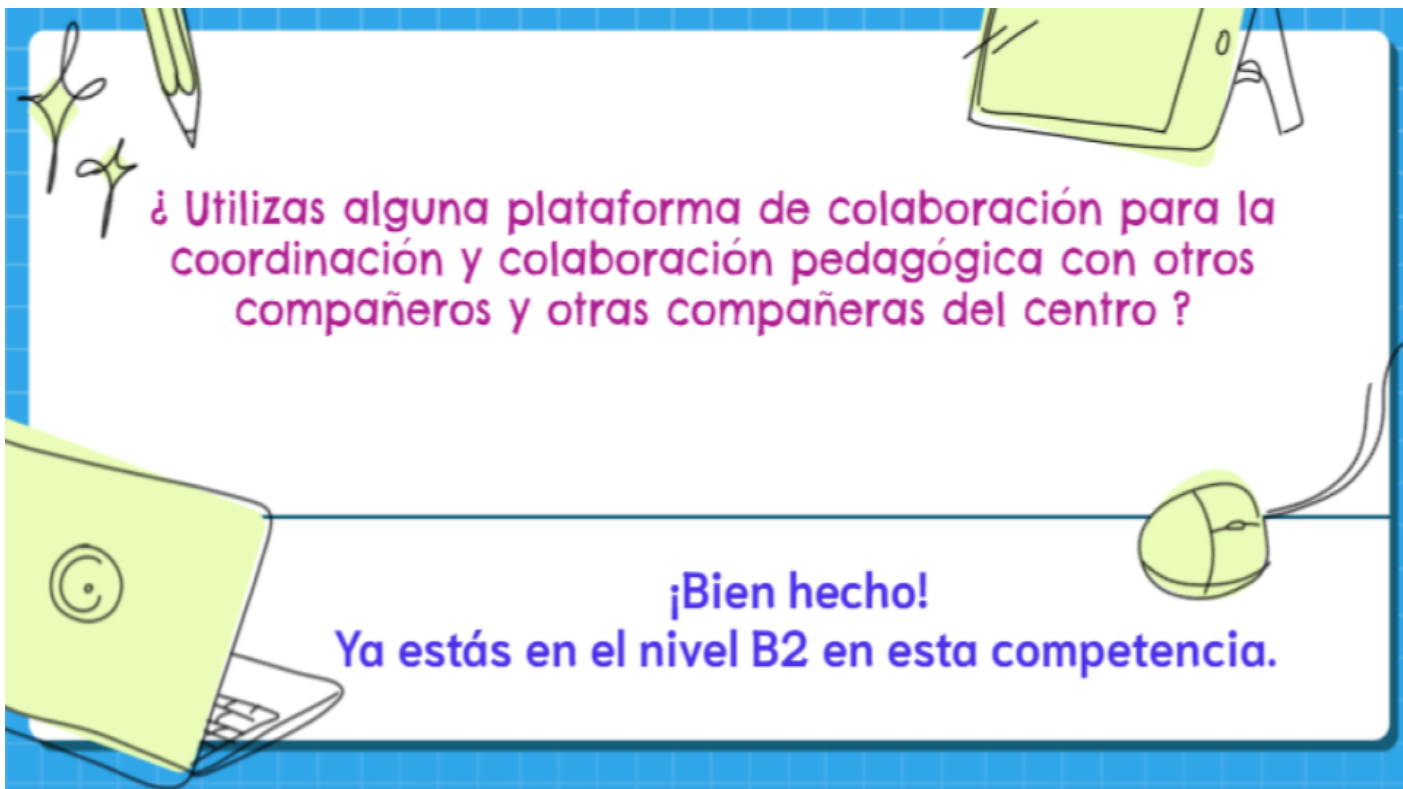 ¿ Utilizas alguna plataforma de colaboración para la
coordinación y colaboración pedagógica con otros
compañeros y otras compañeras del centro ?
¡Bien hecho!
Ya estás en el nivel B2 en esta competencia.